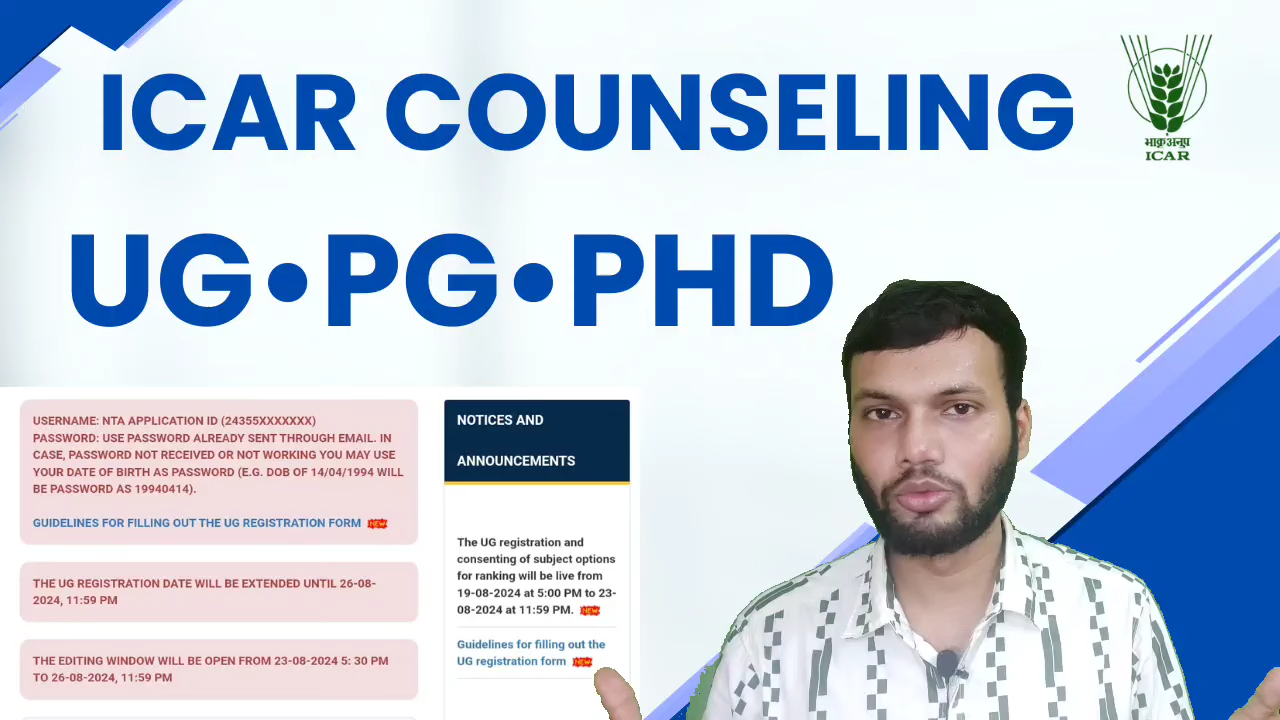 ICAR COUNSELING
ICAR
UG•PG•PHD
USERNAME: NTA APPLICATION ID (24355XXXXXXX)
PASSWORD: USE PASSWORD ALREADY SENT THROUGH EMAIL. IN
CASE, PASSWORD NOT RECEIVED OR NOT WORKING YOU MAY USE
YOUR DATE OF BIRTH AS PASSWORD (E.G. DOB OF 14/04/1994 WILL
BE PASSWORD AS 19940414).
GUIDELINES FOR FILLING OUT THE UG REGISTRATION FORM NEW
THE UG REGISTRATION DATE WILL BE EXTENDED UNTIL 26-08-
2024, 11:59 PM
THE EDITING WINDOW WILL BE OPEN FROM 23-08-2024 5: 30 PM
TO 26-08-2024, 11:59 PM
NOTICES AND
ANNOUNCEMENTS
The UG registration and
consenting of subject options
for ranking will be live from
19-08-2024 at 5:00 PM to 23-
08-2024 at 11:59 PM. NEW
Guidelines for filling out the
UG registration form NEW